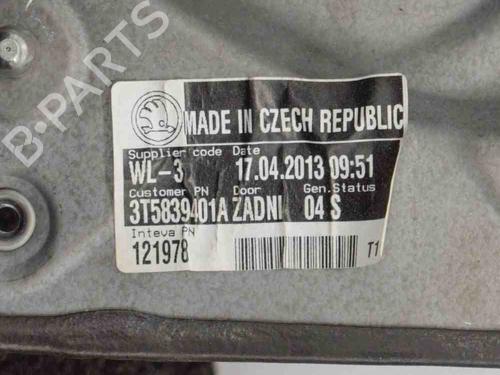 B-PARTS
MADE IN CZECH REPUBLIC
Supplier code Date
WL-3 17.04.2013 09:51
Customer PN Door Gen.Status
3T5839401A ZADNI 04 S
Inteva PN
121978 T1